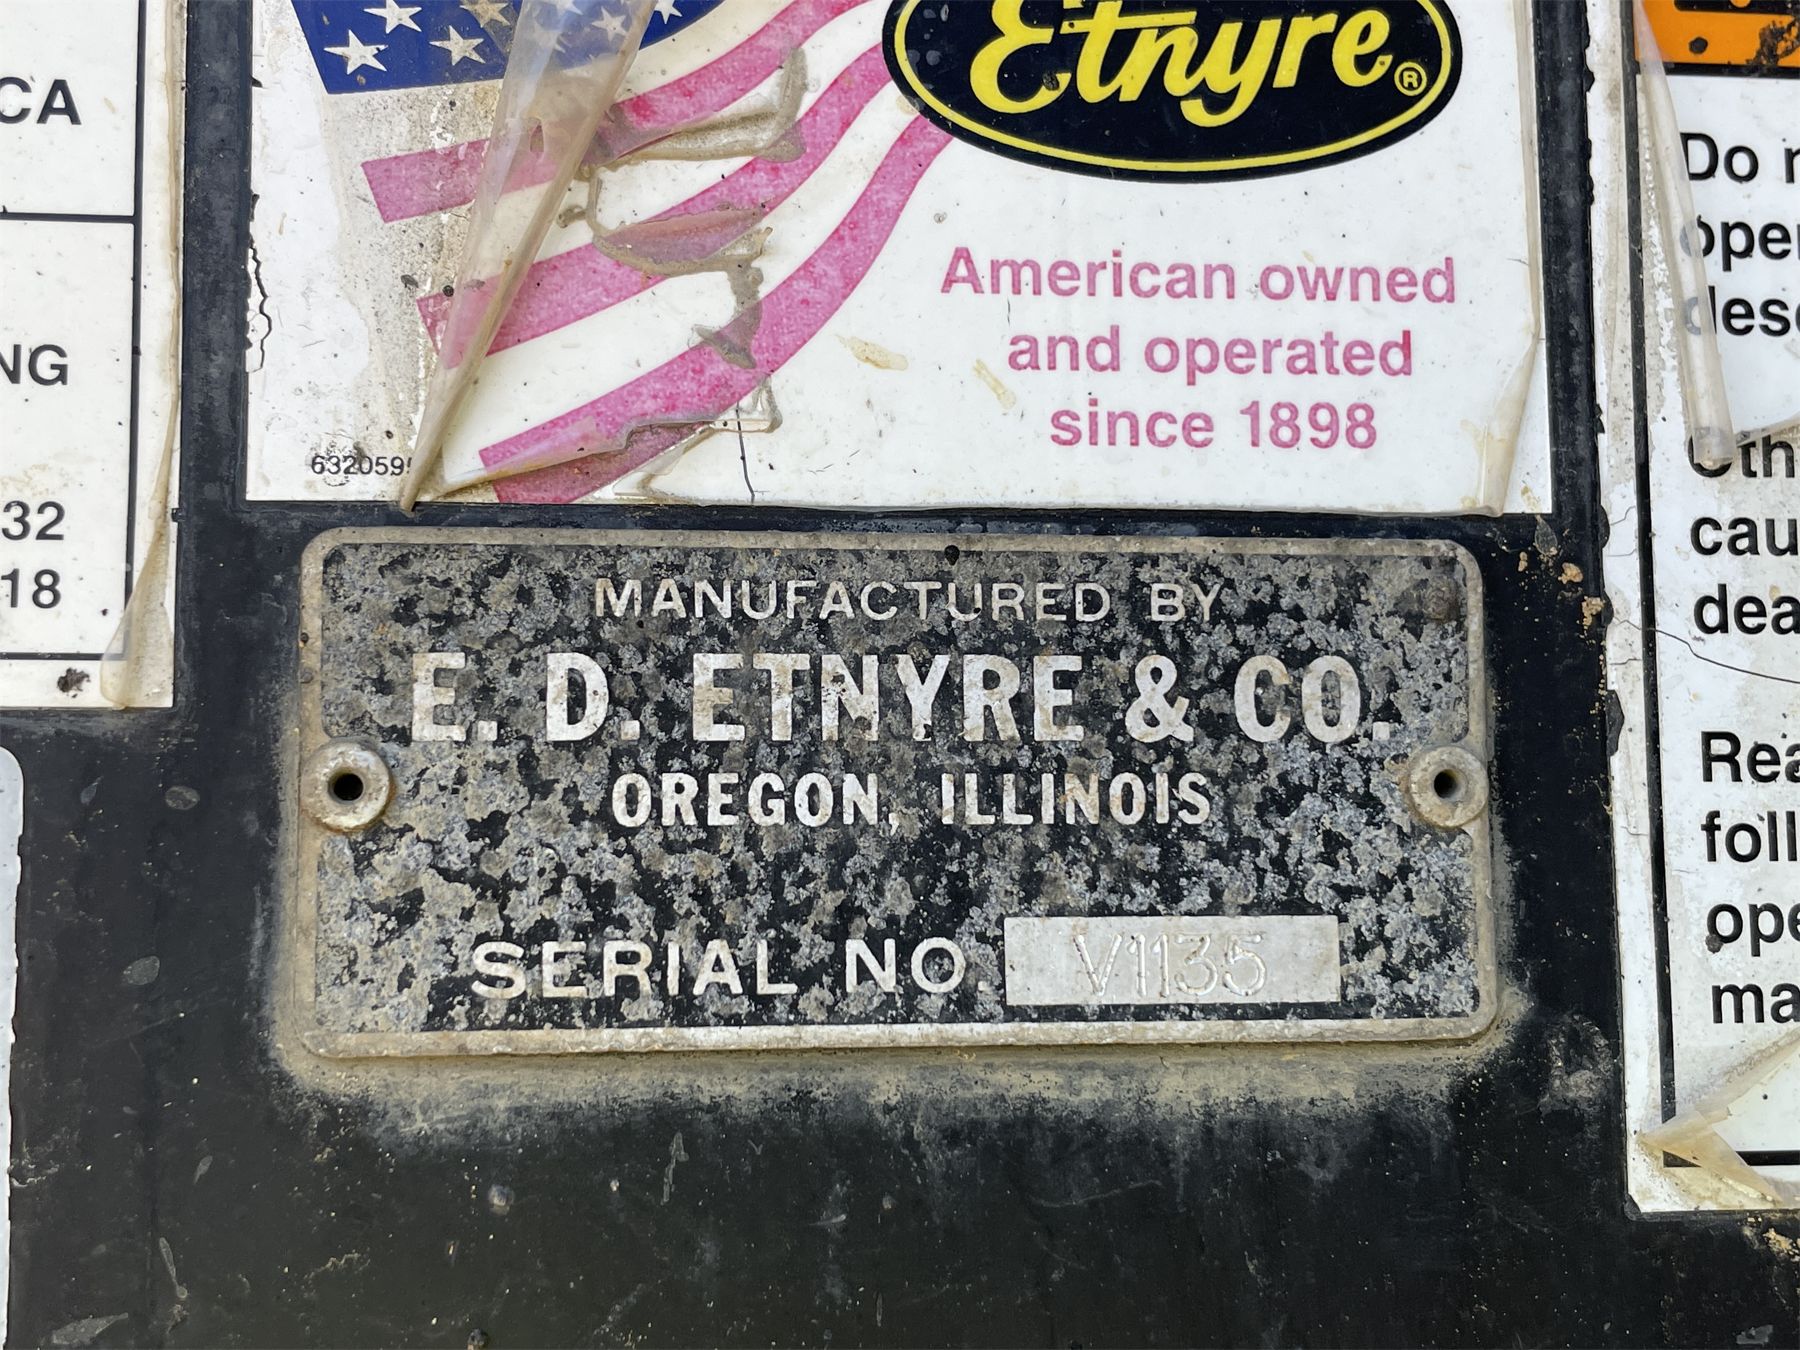 CA
NG
32
18
Etnyre®
American owned
and operated
since 1898
632059
MANUFACTURED BY
E. D. ETNYRE & CO.
OREGON, ILLINOIS
SERIAL NO. V1135
Do
ope
des
Oth
cau
dea
Rea
foll
ope
ma